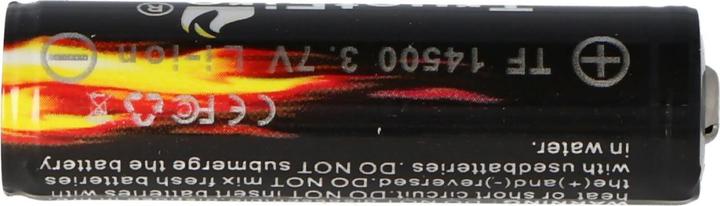 heat or short circuit.DO NOT insert batteries with
the(+)and(-)reversed.DO NOT mix fresh batteries
with usedbatteries .DO NOT submerge the battery
in water.
CE FC
TF 14500 3.7V Li-ion
TrustFire®